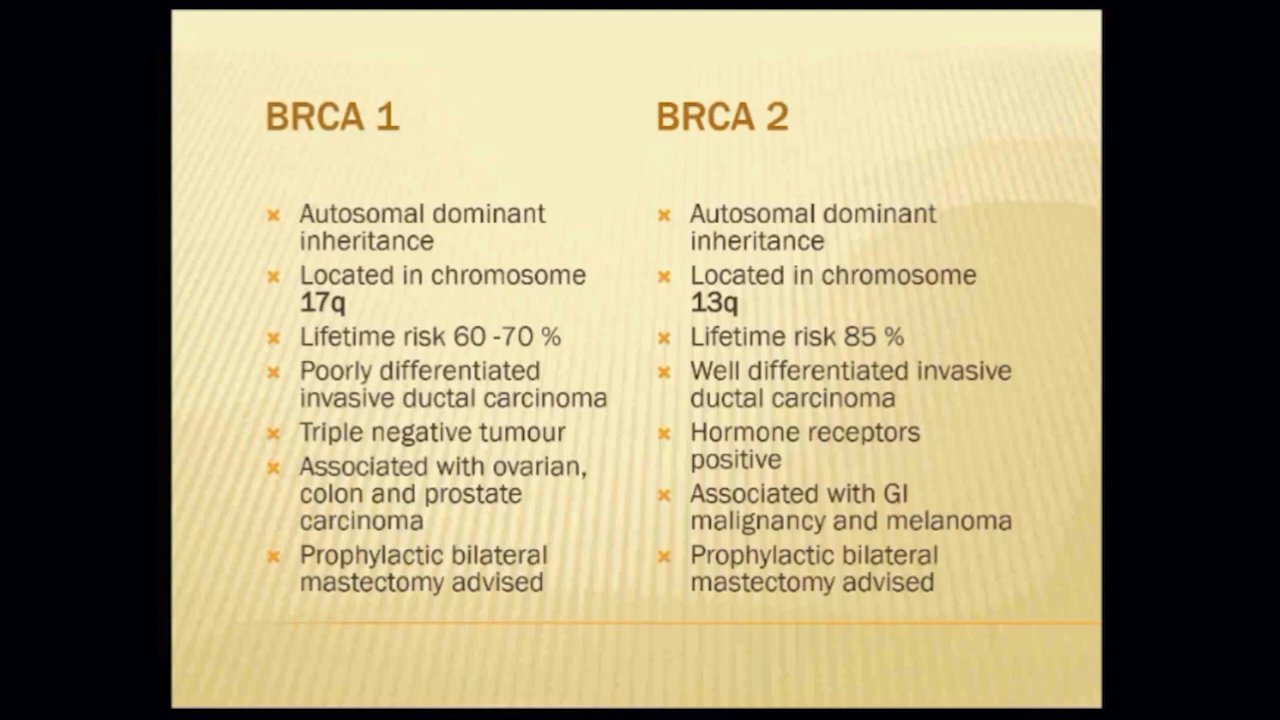 BRCA 1
Autosomal dominant
inheritance
Located in chromosome
17q
Lifetime risk 60 -70 %
Poorly differentiated
invasive ductal carcinoma
Triple negative tumour
Associated with ovarian,
colon and prostate
carcinoma
Prophylactic bilateral
mastectomy advised
BRCA 2
Autosomal dominant
inheritance
Located in chromosome
13q
Lifetime risk 85 %
Well differentiated invasive
ductal carcinoma
Hormone receptors
positive
Associated with GI
malignancy and melanoma
Prophylactic bilateral
mastectomy advised